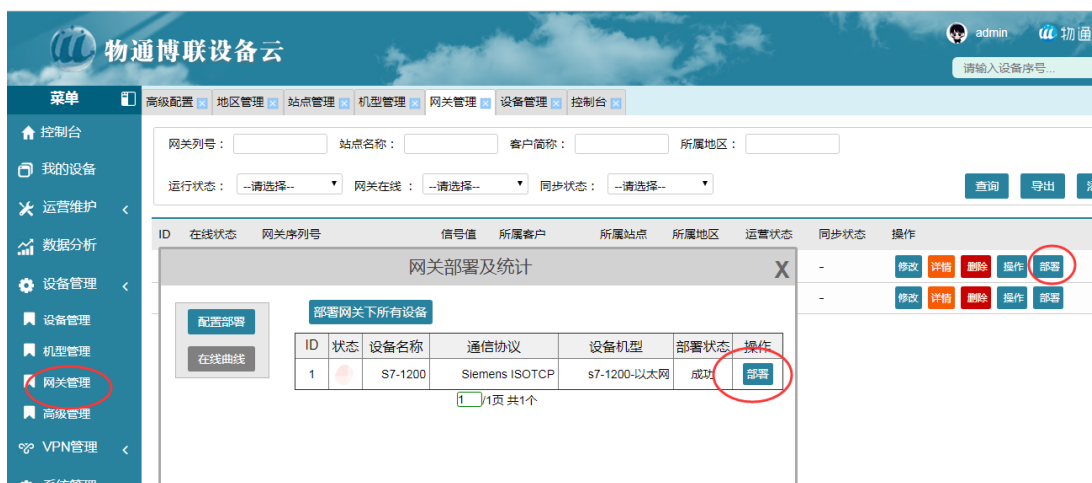 物通博联设备云
admin
物通
请输入设备序号...
菜单
高级配置 地区管理 站点管理 机型管理 网关管理 设备管理 控制台
控制台
我的设备
运营维护
数据分析
设备管理
设备管理
机型管理
网关管理
高级管理
VPN管理
网关列号：
站点名称：
客户简称：
所属地区：
运行状态： --请选择--
网关在线 ： --请选择--
同步状态： --请选择--
查询 导出
ID 在线状态 网关序列号 信号值 所属客户 所属站点 所属地区 运营状态 同步状态 操作
- 修改 详情 删除 操作 部署
- 修改 详情 删除 操作 部署
网关部署及统计 X
配置部署
在线曲线
部署网关下所有设备
ID 状态 设备名称 通信协议 设备机型 部署状态 操作
1 S7-1200 Siemens ISOTCP s7-1200-以太网 成功 部署
1 /1页 共1个